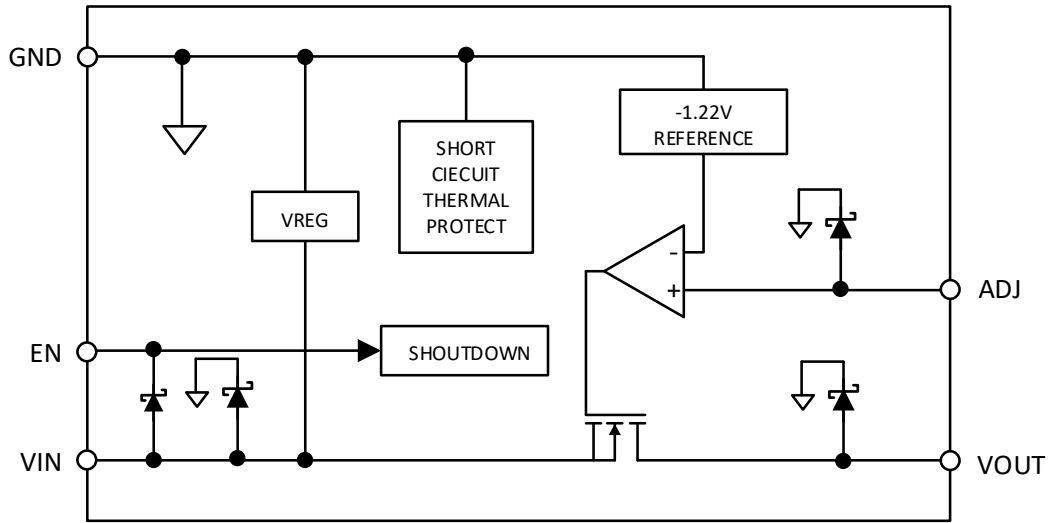 GND
-1.22V
REFERENCE
SHORT
CIECUIT
THERMAL
PROTECT
VREG
-
+
ADJ
EN
SHOUTDOWN
VIN
VOUT